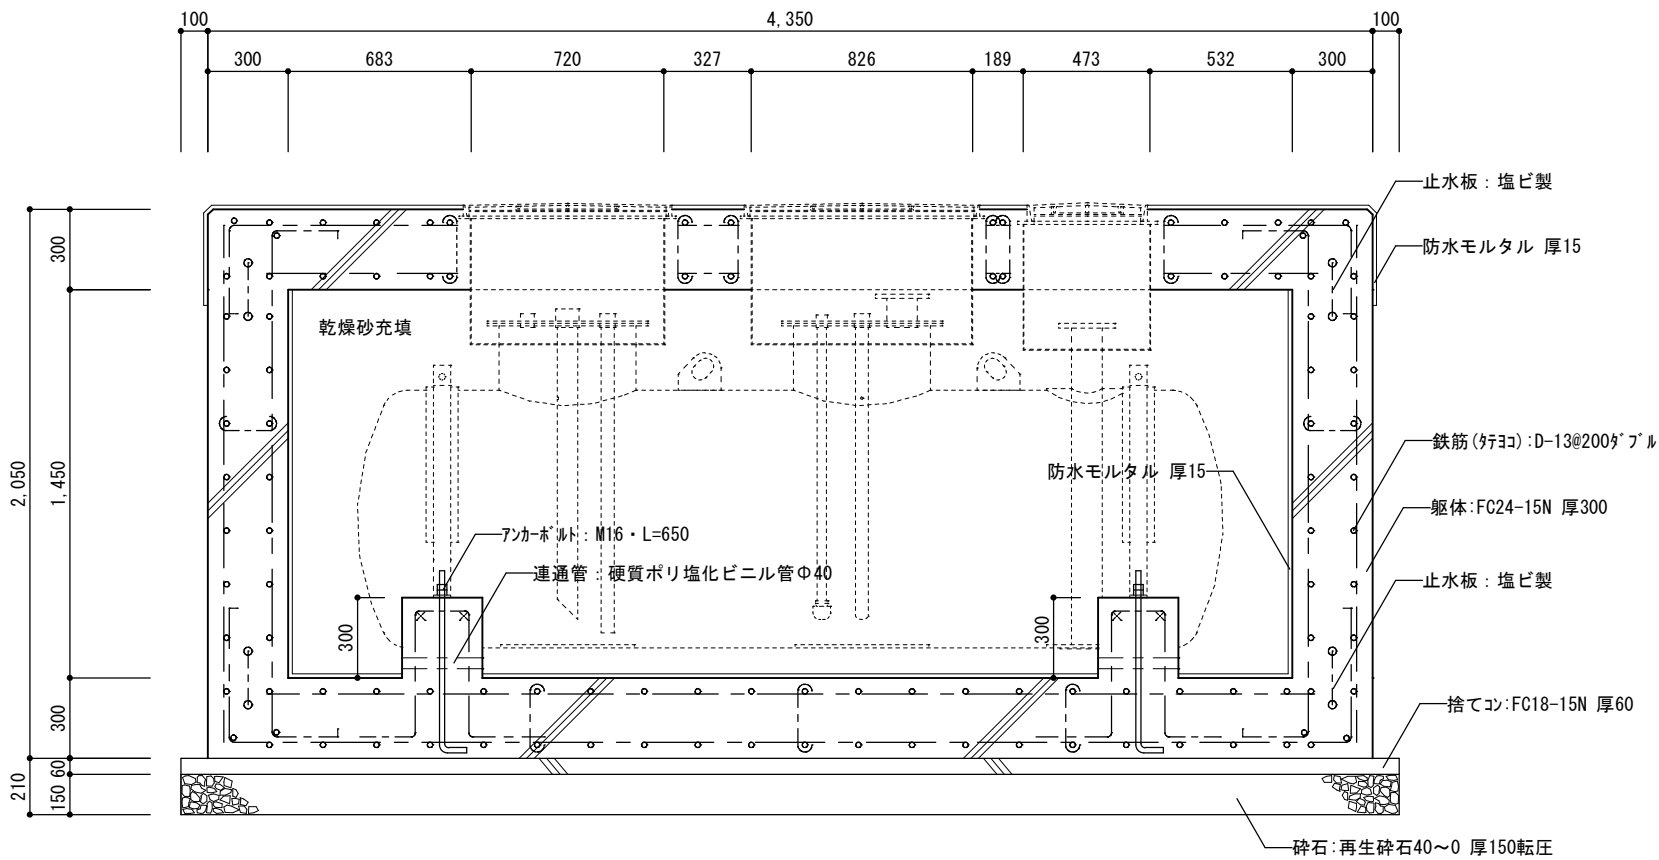 100
4,350
100
300
683
720
327
826
189
473
532
300
止水板：塩ビ製
防水モルタル 厚15
300
乾燥砂充填
鉄筋(ﾀﾃﾖｺ):D-13@200ﾀﾞﾌﾞﾙ
防水モルタル 厚15
2,050
1,450
躯体:FC24-15N 厚300
ｱﾝｶｰﾎﾞﾙﾄ：M16・L=650
連通管：硬質ポリ塩化ビニル管Φ40
止水板：塩ビ製
300
300
捨てｺﾝ:FC18-15N 厚60
300
60
210
150
砕石:再生砕石40～0 厚150転圧